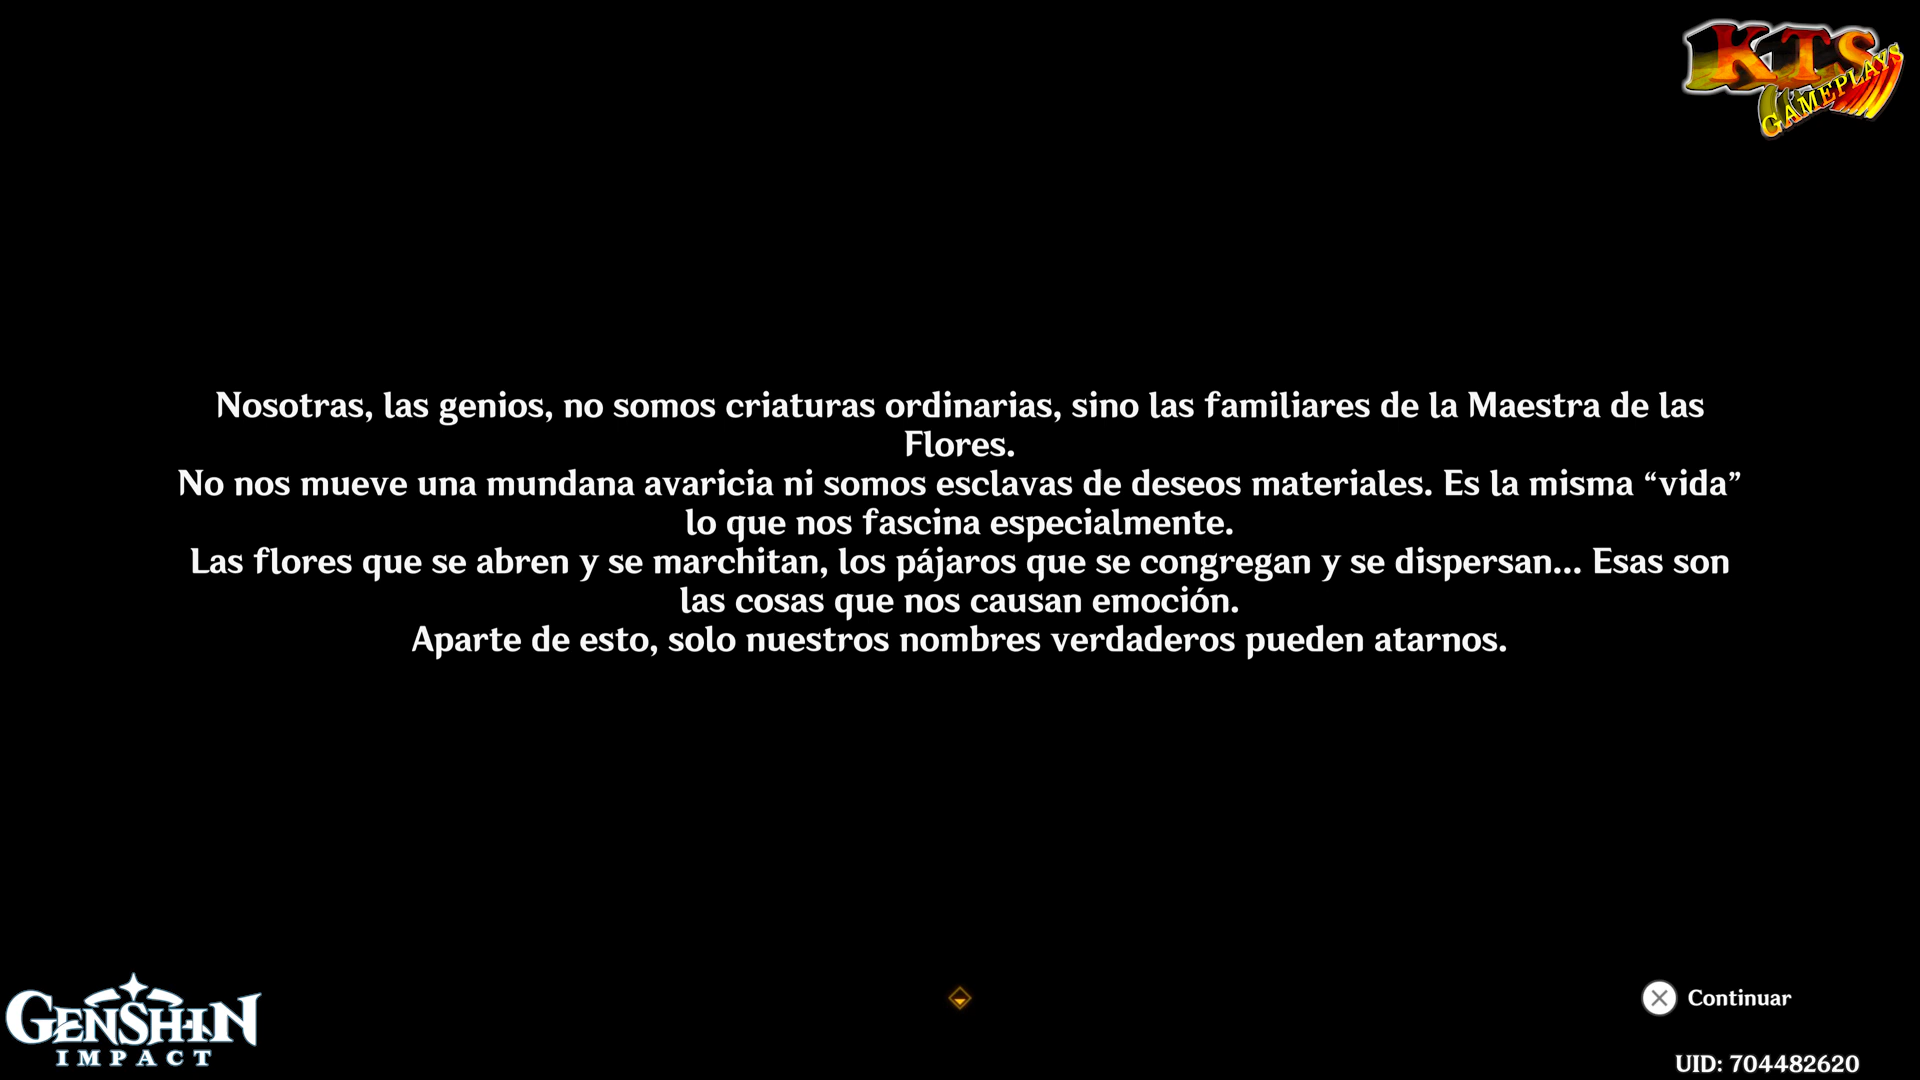 KTS
GAMEPLAYS
Nosotras, las genios, no somos criaturas ordinarias, sino las familiares de la Maestra de las
Flores.
No nos mueve una mundana avaricia ni somos esclavas de deseos materiales. Es la misma “vida”
lo que nos fascina especialmente.
Las flores que se abren y se marchitan, los pájaros que se congregan y se dispersan... Esas son
las cosas que nos causan emoción.
Aparte de esto, solo nuestros nombres verdaderos pueden atarnos.
GENSHIN
IMPACT
Continuar
UID: 704482620